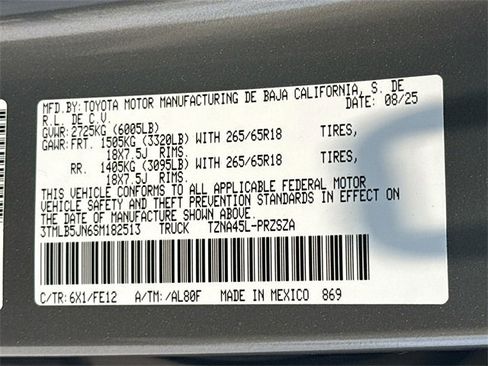 MFD.BY:TOYOTA MOTOR MANUFACTURING DE BAJA CALIFORNIA, S. DE
R.L. DE C.V. DATE: 08/25
GVWR: 2725KG (6005LB)
GAWR:FRT. 1505KG (3320LB) WITH 265/65R18 TIRES,
18X7.5J RIMS.
RR. 1405KG (3095LB) WITH 265/65R18 TIRES,
18X7.5J RIMS.
THIS VEHICLE CONFORMS TO ALL APPLICABLE FEDERAL MOTOR
VEHICLE SAFETY AND THEFT PREVENTION STANDARDS IN EFFECT ON
THE DATE OF MANUFACTURE SHOWN ABOVE.
3TMLB5JN6SM182513 TRUCK TZNA45L-PRZSZA
C/TR: 6X1/FE12 A/TM: /AL80F MADE IN MEXICO 869